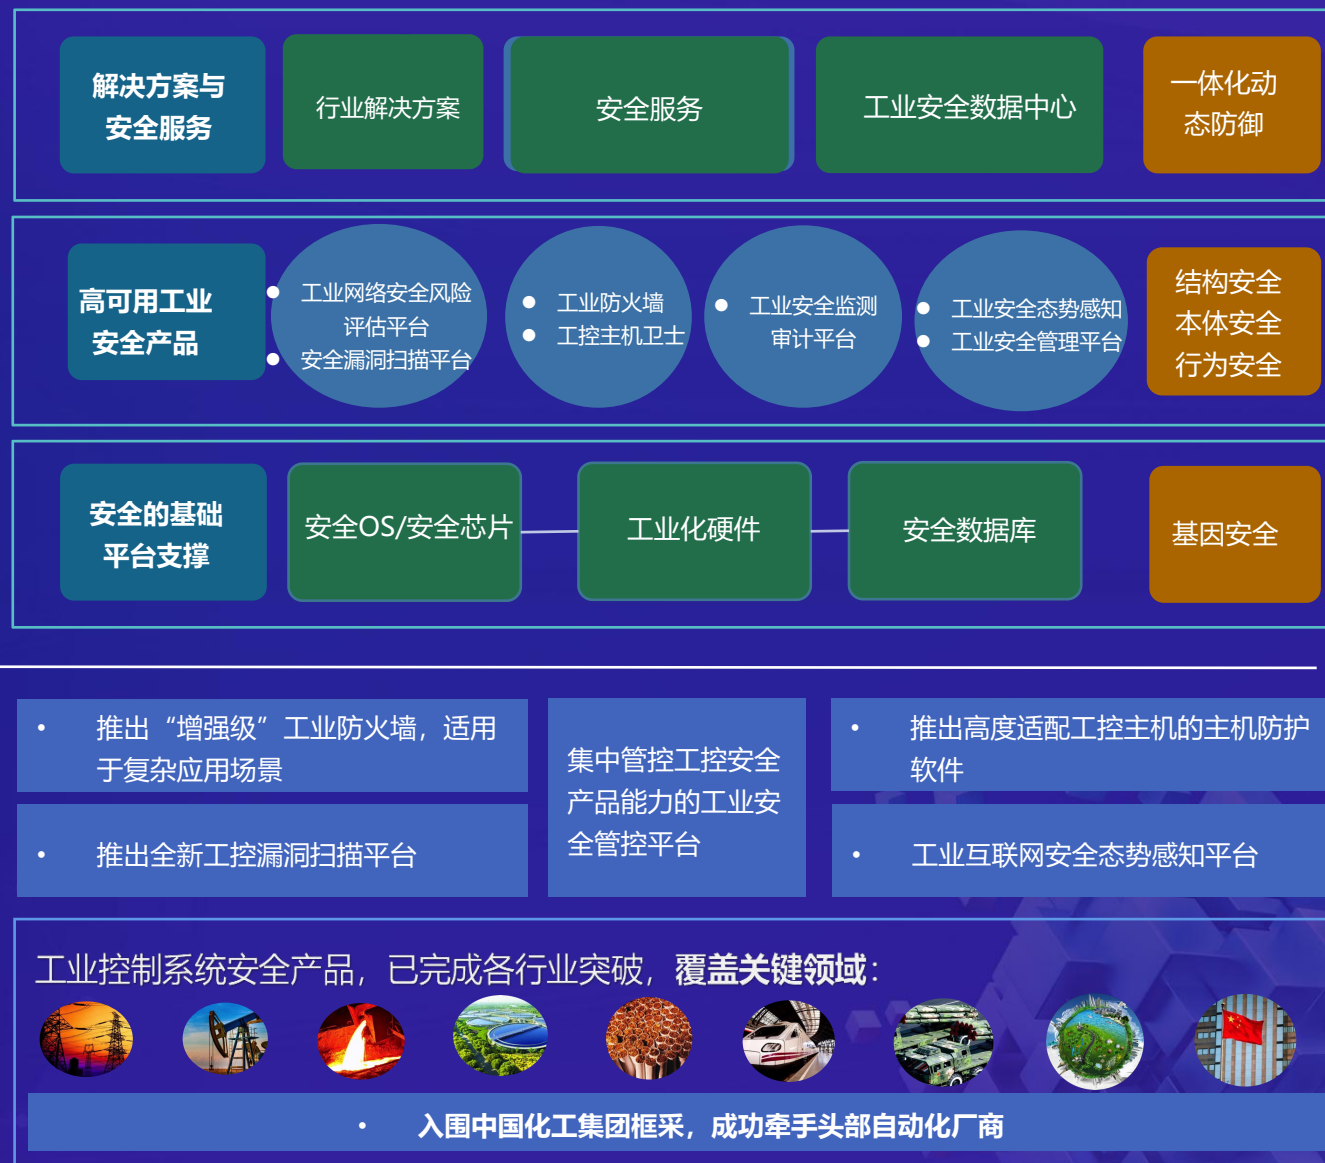 解决方案与
安全服务
行业解决方案
安全服务
工业安全数据中心
一体化动
态防御
高可用工业
安全产品
● 工业网络安全风险
评估平台
● 安全漏洞扫描平台
● 工业防火墙
● 工控主机卫士
● 工业安全监测
审计平台
● 工业安全态势感知
● 工业安全管理平台
结构安全
本体安全
行为安全
安全的基础
平台支撑
安全OS/安全芯片
工业化硬件
安全数据库
基因安全
• 推出“增强级”工业防火墙，适用
于复杂应用场景
• 推出全新工控漏洞扫描平台
集中管控工控安全
产品能力的工业安
全管控平台
• 推出高度适配工控主机的主机防护
软件
• 工业互联网安全态势感知平台
工业控制系统安全产品，已完成各行业突破，覆盖关键领域：
• 入围中国化工集团框采，成功牵手头部自动化厂商